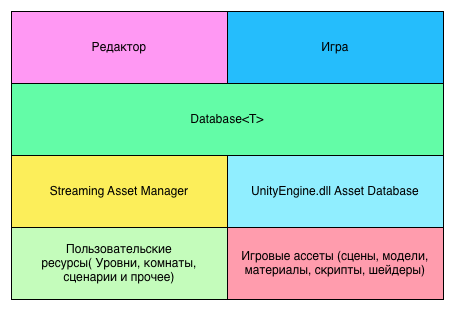 Редактор
Игра
Database<T>
Streaming Asset Manager
UnityEngine.dll Asset Database
Пользовательские
ресурсы( Уровни, комнаты,
сценарии и прочее)
Игровые ассеты (сцены, модели,
материалы, скрипты, шейдеры)